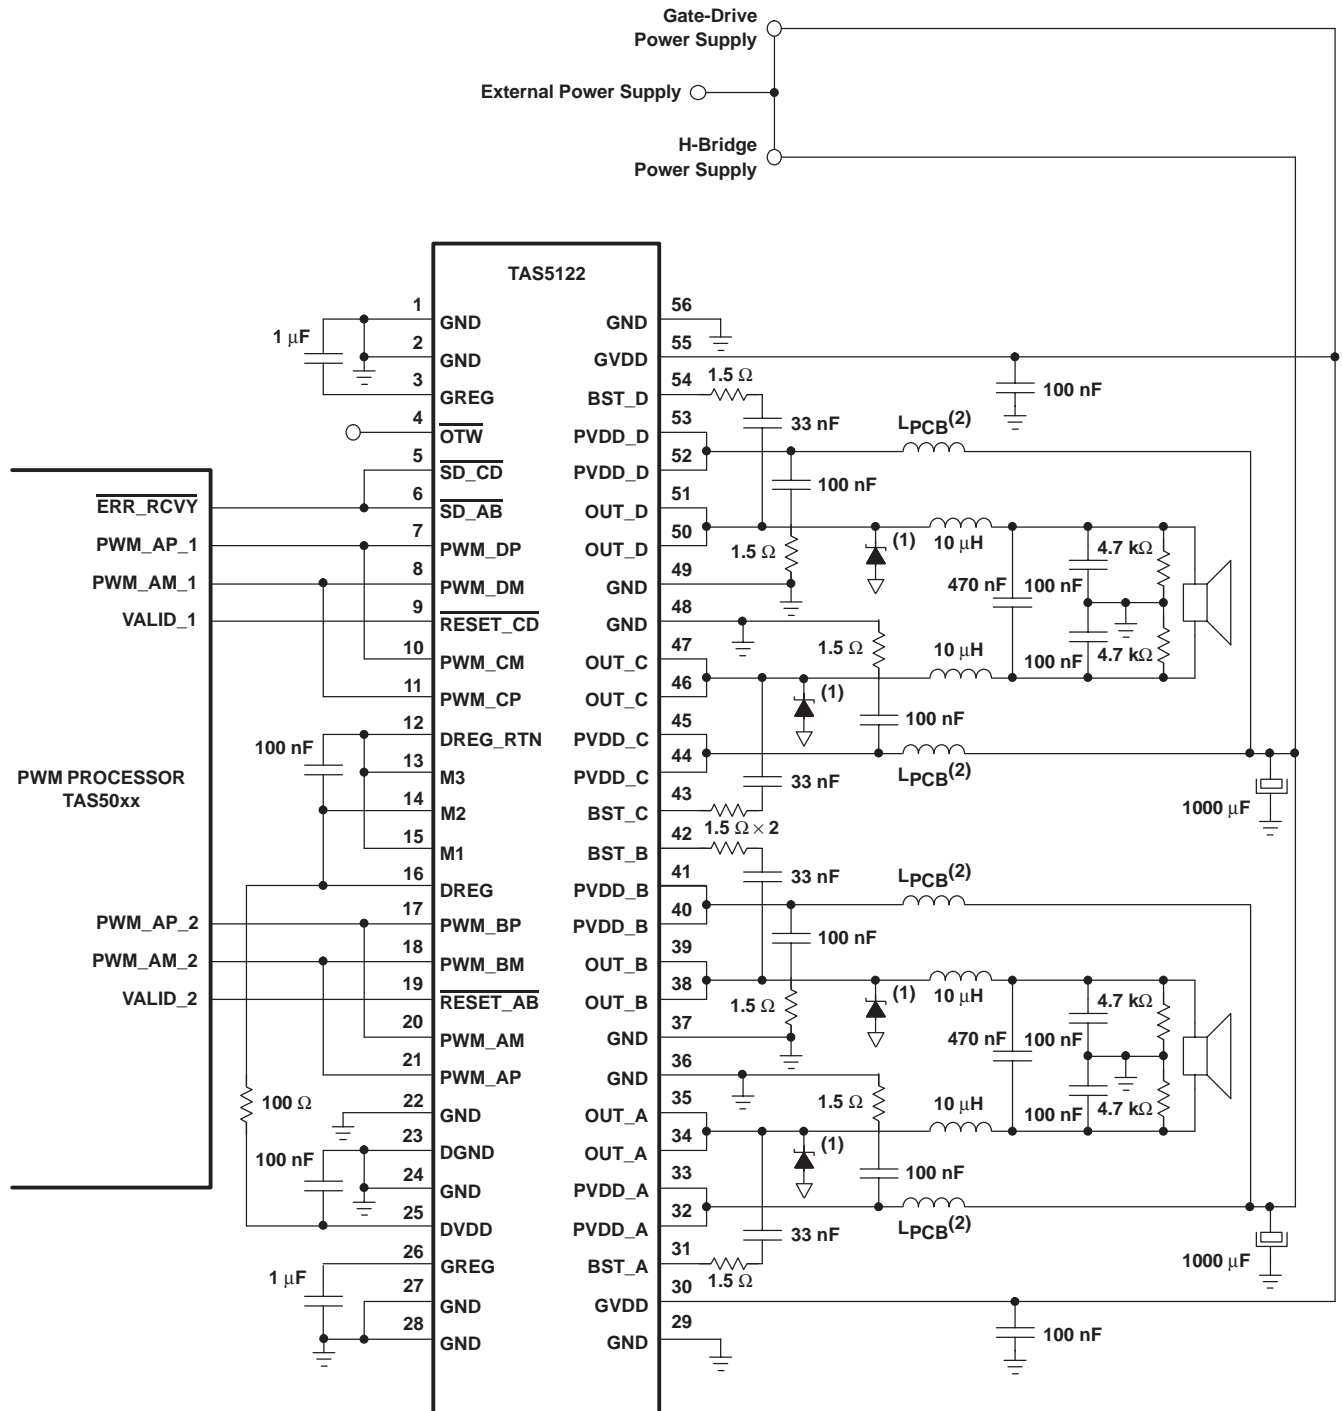 Gate-Drive
Power Supply
External Power Supply
H-Bridge
Power Supply
TAS5122
PWM PROCESSOR
TAS50xx
ERR_RCVY
PWM_AP_1
PWM_AM_1
VALID_1
PWM_AP_2
PWM_AM_2
VALID_2
1 μF
100 nF
100 Ω
100 nF
1 μF
1 GND
2 GND
3 GREG
4 OTW
5 SD_CD
6 SD_AB
7 PWM_DP
8 PWM_DM
9 RESET_CD
10 PWM_CM
11 PWM_CP
12 DREG_RTN
13 M3
14 M2
15 M1
16 DREG
17 PWM_BP
18 PWM_BM
19 RESET_AB
20 PWM_AM
21 PWM_AP
22 GND
23 DGND
24 GND
25 DVDD
26 GREG
27 GND
28 GND
GND 56
GVDD 55
BST_D 54
PVDD_D 53
PVDD_D 52
OUT_D 51
OUT_D 50
GND 49
GND 48
OUT_C 47
OUT_C 46
PVDD_C 45
PVDD_C 44
BST_C 43
BST_B 42
PVDD_B 41
PVDD_B 40
OUT_B 39
OUT_B 38
GND 37
GND 36
OUT_A 35
OUT_A 34
PVDD_A 33
PVDD_A 32
BST_A 31
GVDD 30
GND 29
1.5 Ω
100 nF
33 nF
LPCB(2)
100 nF
1.5 Ω
(1)
10 μH
4.7 kΩ
470 nF
100 nF
1.5 Ω
10 μH
100 nF
4.7 kΩ
(1)
100 nF
LPCB(2)
33 nF
1000 μF
1.5 Ω × 2
33 nF
LPCB(2)
100 nF
1.5 Ω
(1)
10 μH
4.7 kΩ
470 nF
100 nF
1.5 Ω
10 μH
100 nF
4.7 kΩ
(1)
100 nF
LPCB(2)
33 nF
1000 μF
1.5 Ω
100 nF